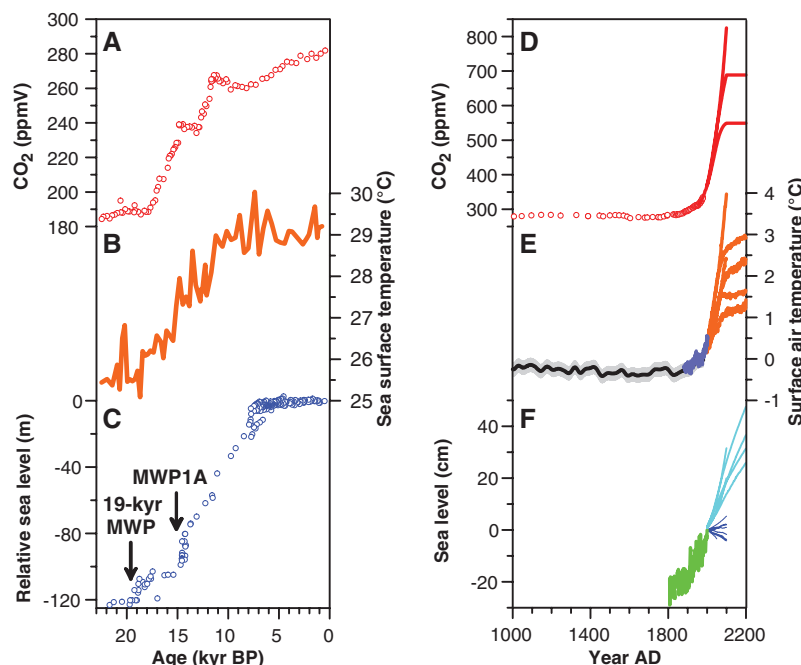 A
CO2 (ppmV)
300
280
260
240
220
200
180
B
Sea surface temperature (°C)
30
29
28
27
26
25
C
Relative sea level (m)
0
-40
-80
-120
MWP1A
19-kyr
MWP
20 15 10 5 0
Age (kyr BP)
D
CO2 (ppmV)
800
700
600
500
400
300
E
Surface air temperature (°C)
4
3
2
1
0
-1
F
Sea level (cm)
40
20
0
-20
1000 1400 1800 2200
Year AD